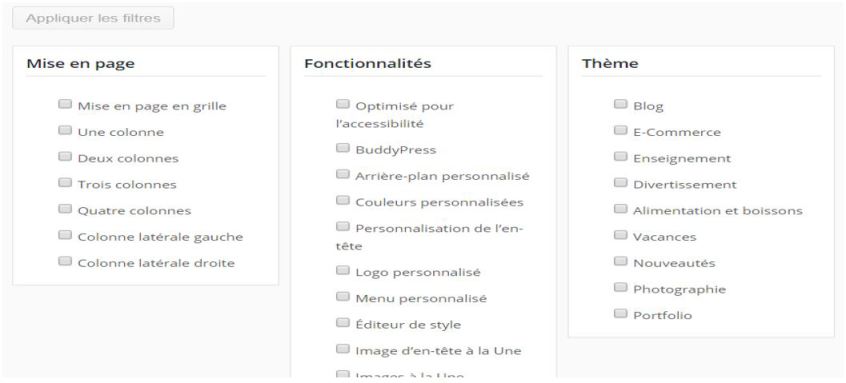 Appliquer les filtres
Mise en page
Mise en page en grille
Une colonne
Deux colonnes
Trois colonnes
Quatre colonnes
Colonne latérale gauche
Colonne latérale droite
Fonctionnalités
Optimisé pour
l’accessibilité
BuddyPress
Arrière-plan personnalisé
Couleurs personnalisées
Personnalisation de l’en-
tête
Logo personnalisé
Menu personnalisé
Éditeur de style
Image d’en-tête à la Une
Images à la Une
Thème
Blog
E-Commerce
Enseignement
Divertissement
Alimentation et boissons
Vacances
Nouveautés
Photographie
Portfolio